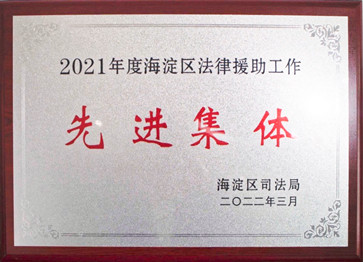 2021年度海淀区法律援助工作
先进集体
海淀区司法局
二〇二二年三月